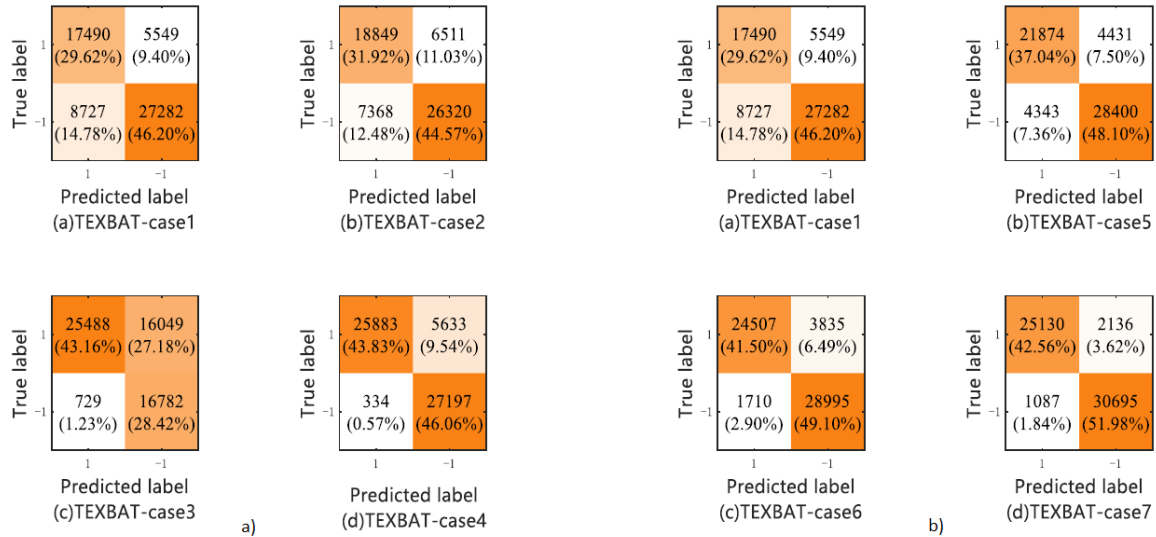 17490 5549
(29.62%) (9.40%)
8727 27282
(14.78%) (46.20%)
True label
1
-1
1 -1
Predicted label
(a)TEXBAT-case1
18849 6511
(31.92%) (11.03%)
7368 26320
(12.48%) (44.57%)
True label
1
-1
1 -1
Predicted label
(b)TEXBAT-case2
25488 16049
(43.16%) (27.18%)
729 16782
(1.23%) (28.42%)
True label
1
-1
1 -1
Predicted label
(c)TEXBAT-case3
25883 5633
(43.83%) (9.54%)
334 27197
(0.57%) (46.06%)
True label
1
-1
1 -1
Predicted label
(d)TEXBAT-case4
a)
17490 5549
(29.62%) (9.40%)
8727 27282
(14.78%) (46.20%)
True label
1
-1
1 -1
Predicted label
(a)TEXBAT-case1
21874 4431
(37.04%) (7.50%)
4343 28400
(7.36%) (48.10%)
True label
1
-1
1 -1
Predicted label
(b)TEXBAT-case5
24507 3835
(41.50%) (6.49%)
1710 28995
(2.90%) (49.10%)
True label
1
-1
1 -1
Predicted label
(c)TEXBAT-case6
25130 2136
(42.56%) (3.62%)
1087 30695
(1.84%) (51.98%)
True label
1
-1
1 -1
Predicted label
(d)TEXBAT-case7
b)